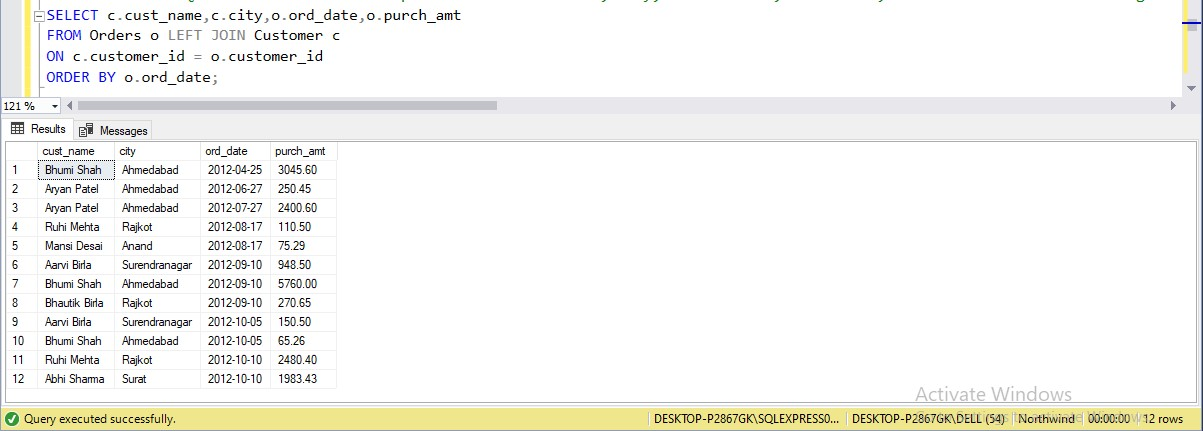 SELECT c.cust_name,c.city,o.ord_date,o.purch_amt
FROM Orders o LEFT JOIN Customer c
ON c.customer_id = o.customer_id
ORDER BY o.ord_date;
121 %
Results Messages
cust_name city ord_date purch_amt
1 Bhumi Shah Ahmedabad 2012-04-25 3045.60
2 Aryan Patel Ahmedabad 2012-06-27 250.45
3 Aryan Patel Ahmedabad 2012-07-27 2400.60
4 Ruhi Mehta Rajkot 2012-08-17 110.50
5 Mansi Desai Anand 2012-08-17 75.29
6 Aarvi Birla Surendranagar 2012-09-10 948.50
7 Bhumi Shah Ahmedabad 2012-09-10 5760.00
8 Bhautik Birla Rajkot 2012-09-10 270.65
9 Aarvi Birla Surendranagar 2012-10-05 150.50
10 Bhumi Shah Ahmedabad 2012-10-05 65.26
11 Ruhi Mehta Rajkot 2012-10-10 2480.40
12 Abhi Sharma Surat 2012-10-10 1983.43
Activate Windows
Query executed successfully. DESKTOP-P2867GK\SQLEXPRESS0... DESKTOP-P2867GK\DELL (54) Northwind 00:00:00 12 rows